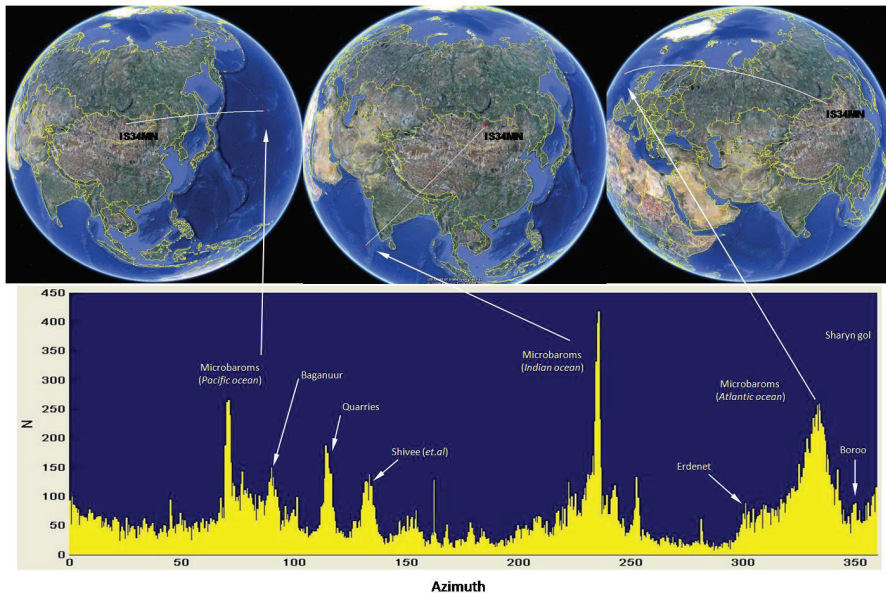 IS34MN
IS34MN
IS34MN
450
400
350
300
250
200
150
100
50
0
N
Microbaroms
(Pacific ocean)
Baganuur
Quarries
Shivee (et.al)
Microbaroms
(Indian ocean)
Erdenet
Microbaroms
(Atlantic ocean)
Sharyn gol
Boroo
0
50
100
150
200
250
300
350
Azimuth